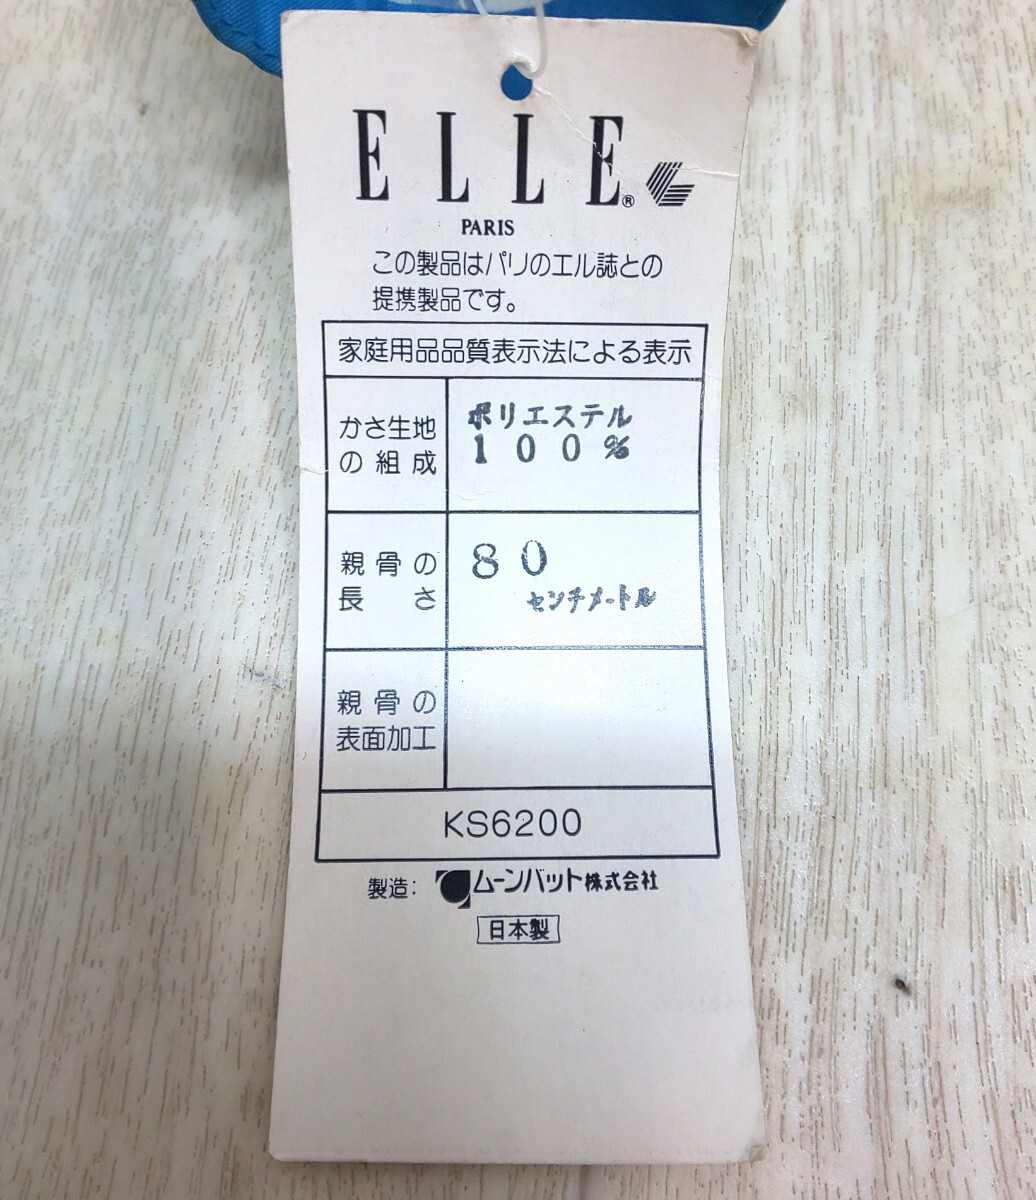 ELLE®
PARIS
この製品はパリのエル誌との
提携製品です。
家庭用品品質表示法による表示
かさ生地
の組成
ポリエステル
100%
親骨の
長さ
80
センチメートル
親骨の
表面加工
KS6200
製造: ムーンバット株式会社
日本製